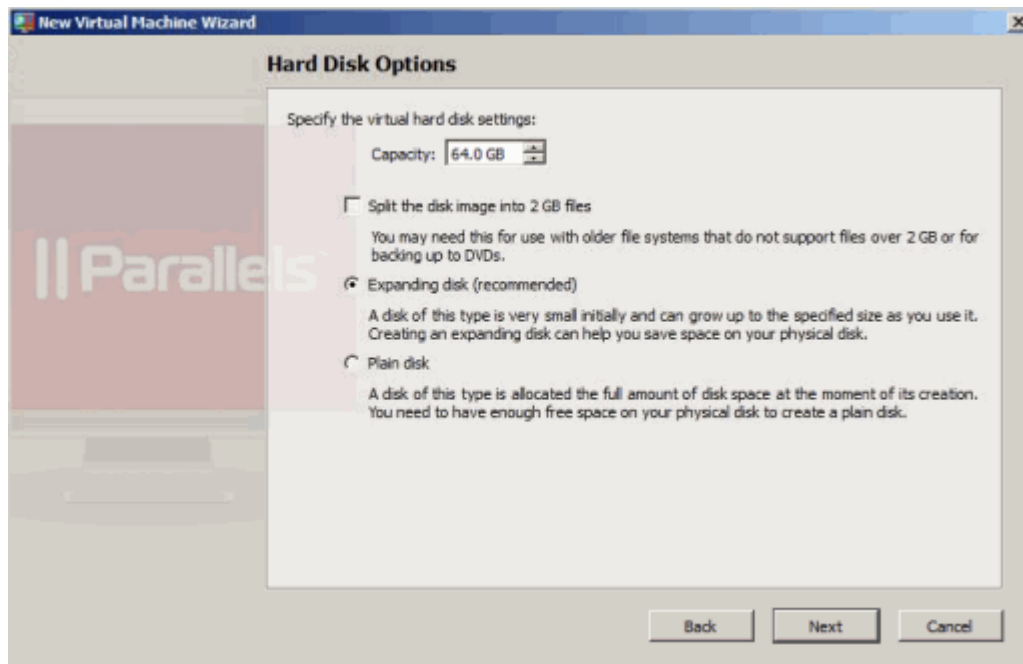 New Virtual Machine Wizard
Hard Disk Options
Specify the virtual hard disk settings:
Capacity: 64.0 GB
Split the disk image into 2 GB files
You may need this for use with older file systems that do not support files over 2 GB or for
backing up to DVDs.
|| Parallels
Expanding disk (recommended)
A disk of this type is very small initially and can grow up to the specified size as you use it.
Creating an expanding disk can help you save space on your physical disk.
Plain disk
A disk of this type is allocated the full amount of disk space at the moment of its creation.
You need to have enough free space on your physical disk to create a plain disk.
Back Next Cancel